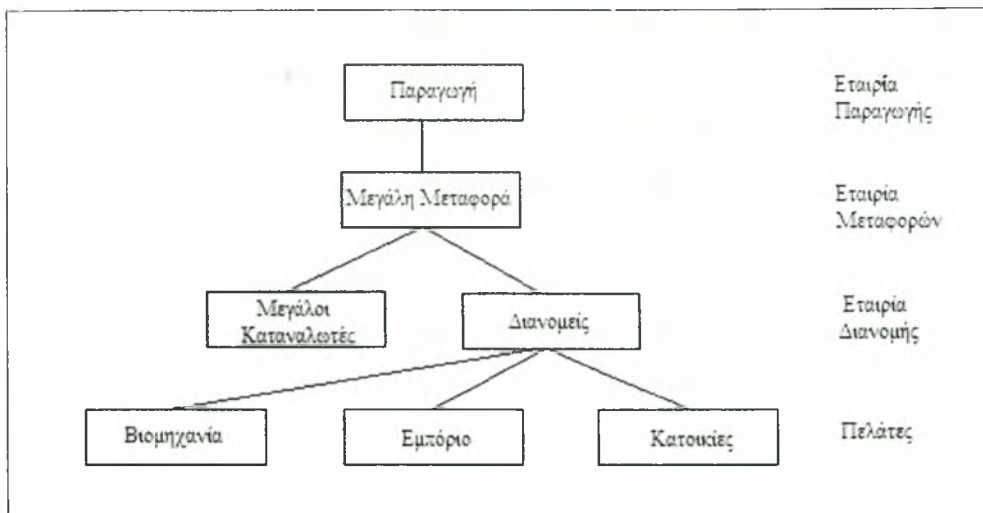 Παραγωγή
Εταιρία
Παραγωγής
Μεγάλη Μεταφορά
Εταιρία
Μεταφορών
Μεγάλοι
Καταναλωτές
Διανομείς
Εταιρία
Διανομής
Βιομηχανία
Εμπόριο
Κατοικίες
Πελάτες